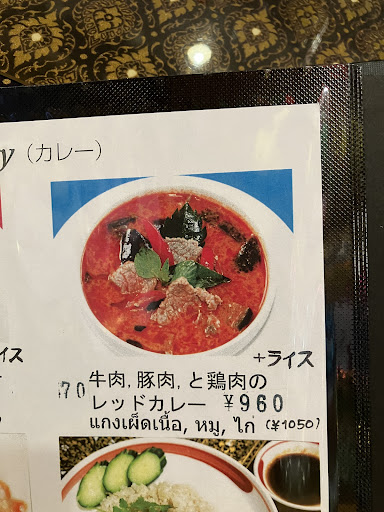 y（カレー）
+ライス
イス
70 牛肉, 豚肉, と鶏肉の
レッドカレー ¥960
แกงเผ็ดเนื้อ, หมู, ไก่ (¥1050)